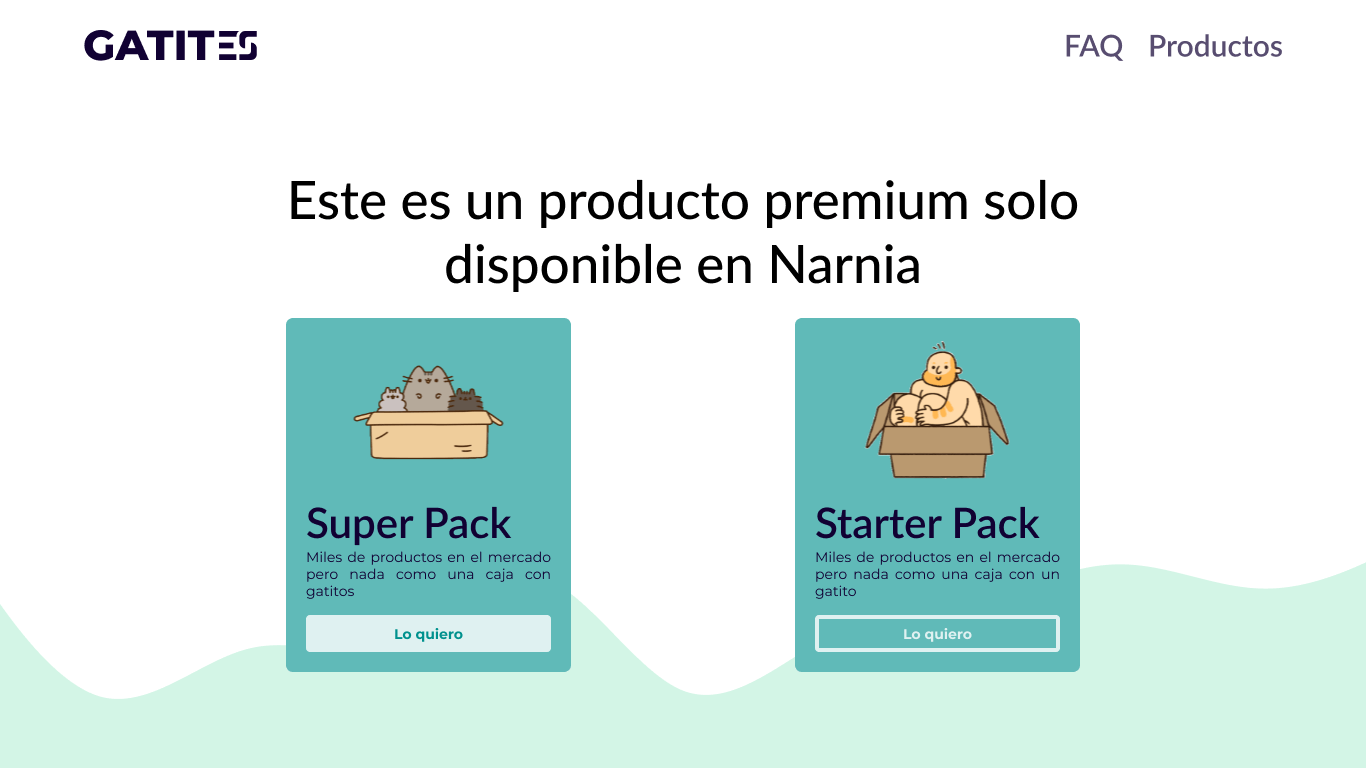 GATITES
FAQ Productos
Este es un producto premium solo
disponible en Narnia
Super Pack
Miles de productos en el mercado
pero nada como una caja con
gatitos
Lo quiero
Starter Pack
Miles de productos en el mercado
pero nada como una caja con un
gatito
Lo quiero